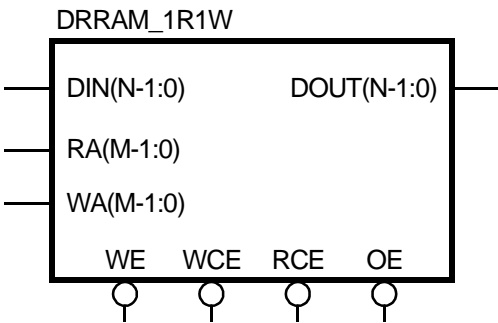 DRRAM_1R1W
DIN(N-1:0) DOUT(N-1:0)
RA(M-1:0)
WA(M-1:0)
WE WCE RCE OE